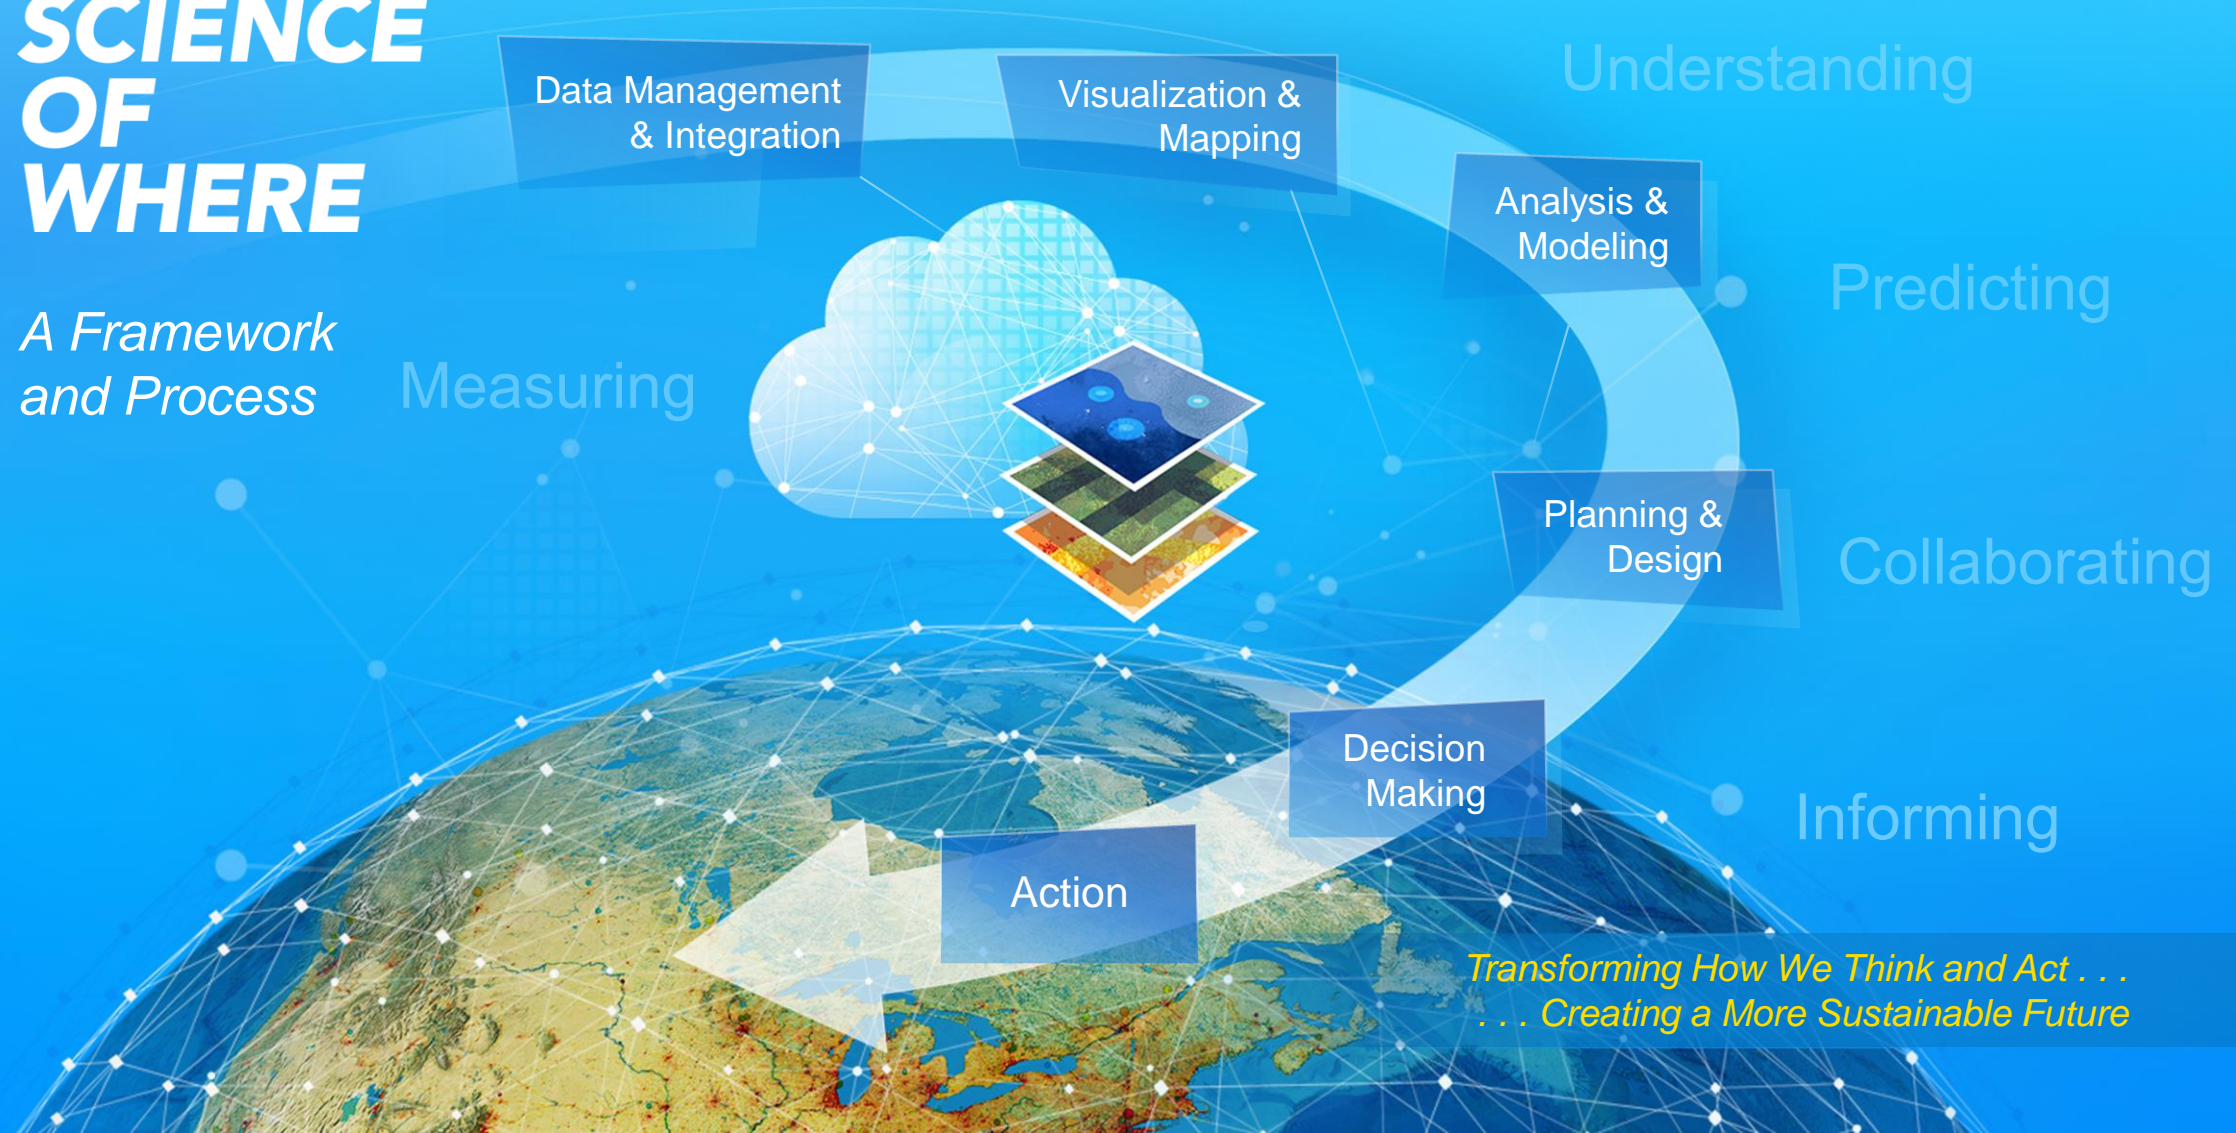 SCIENCE
OF
WHERE
A Framework
and Process
Data Management
& Integration
Visualization &
Mapping
Analysis &
Modeling
Planning &
Design
Decision
Making
Action
Measuring
Understanding
Predicting
Collaborating
Informing
Transforming How We Think and Act . . .
. . . Creating a More Sustainable Future